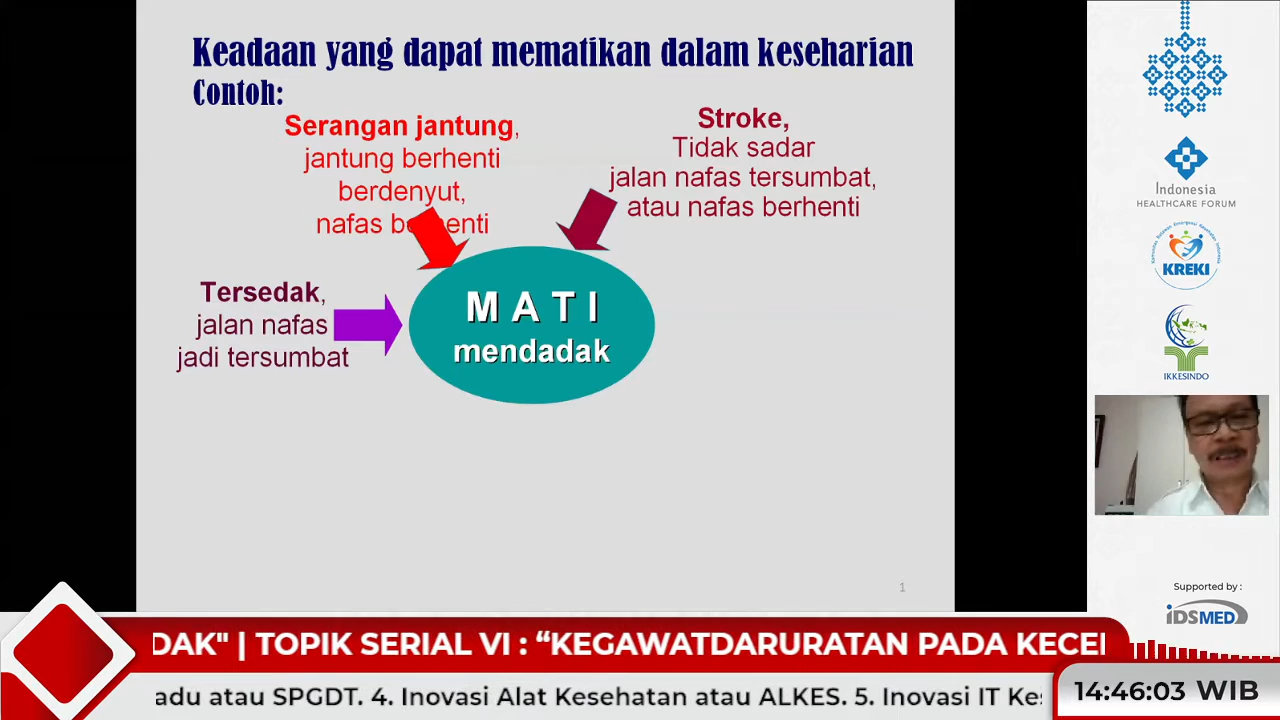 Keadaan yang dapat mematikan dalam keseharian
Contoh:
Serangan jantung,
jantung berhenti
berdenyut,
nafas berhenti
Stroke,
Tidak sadar
jalan nafas tersumbat,
atau nafas berhenti
Tersedak,
jalan nafas
jadi tersumbat
M A T I
mendadak
1
Indonesia
HEALTHCARE FORUM
KREKI
IKKESINDO
Supported by :
iDSMED
DAK" | TOPIK SERIAL VI : “KEGAWATDARURATAN PADA KECE
adu atau SPGDT. 4. Inovasi Alat Kesehatan atau ALKES. 5. Inovasi IT Kes
14:46:03 WIB